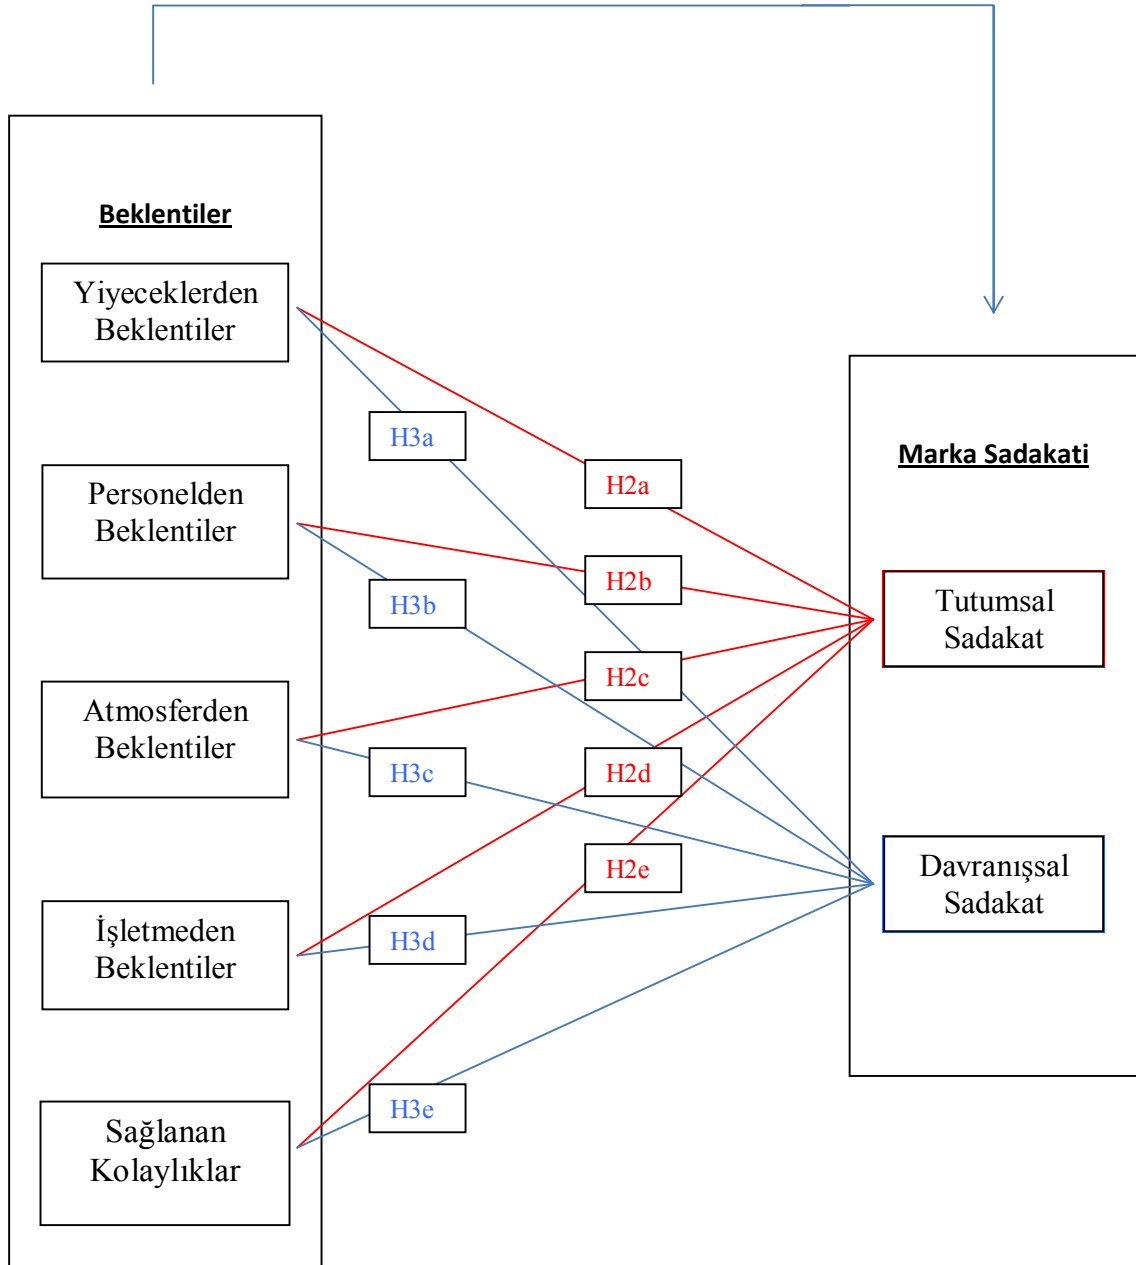 Beklentiler
Yiyeceklerden
Beklentiler
Personelden
Beklentiler
Atmosferden
Beklentiler
İşletmeden
Beklentiler
Sağlanan
Kolaylıklar
H3a
H3b
H3c
H3d
H3e
H2a
H2b
H2c
H2d
H2e
Marka Sadakati
Tutumsal
Sadakat
Davranışsal
Sadakat